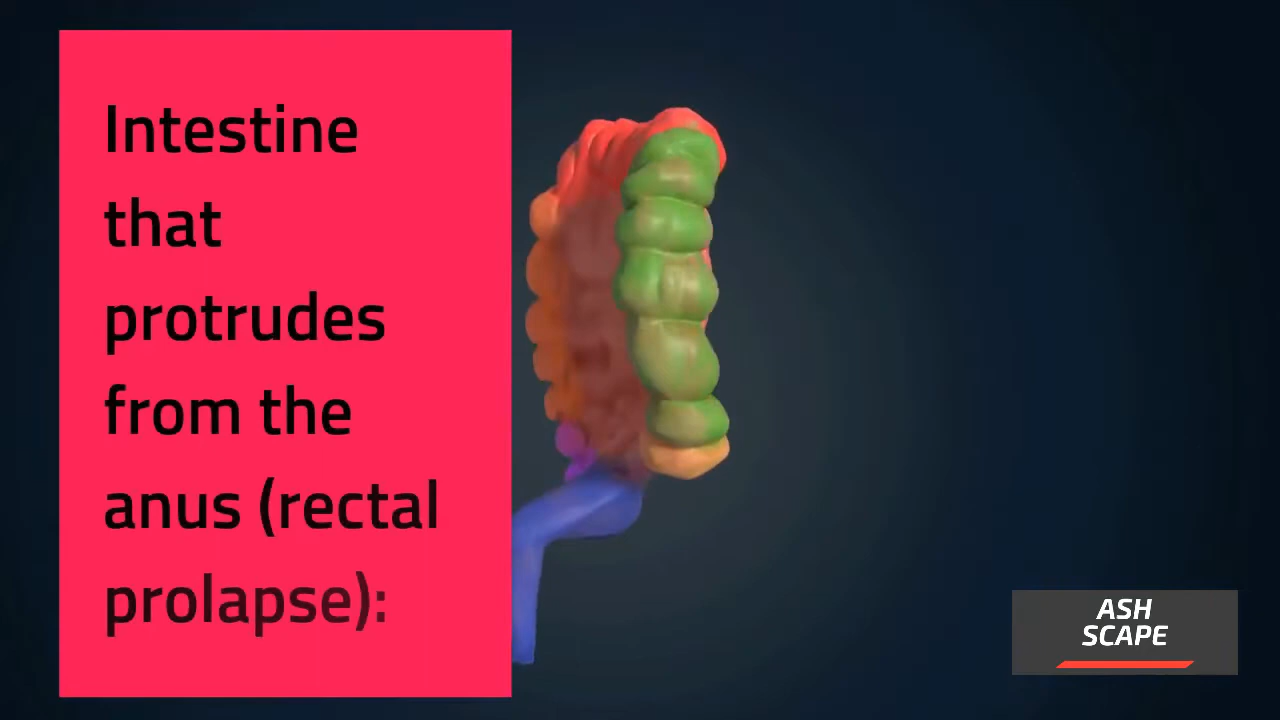 Intestine
that
protrudes
from the
anus (rectal
prolapse):
ASH
SCAPE